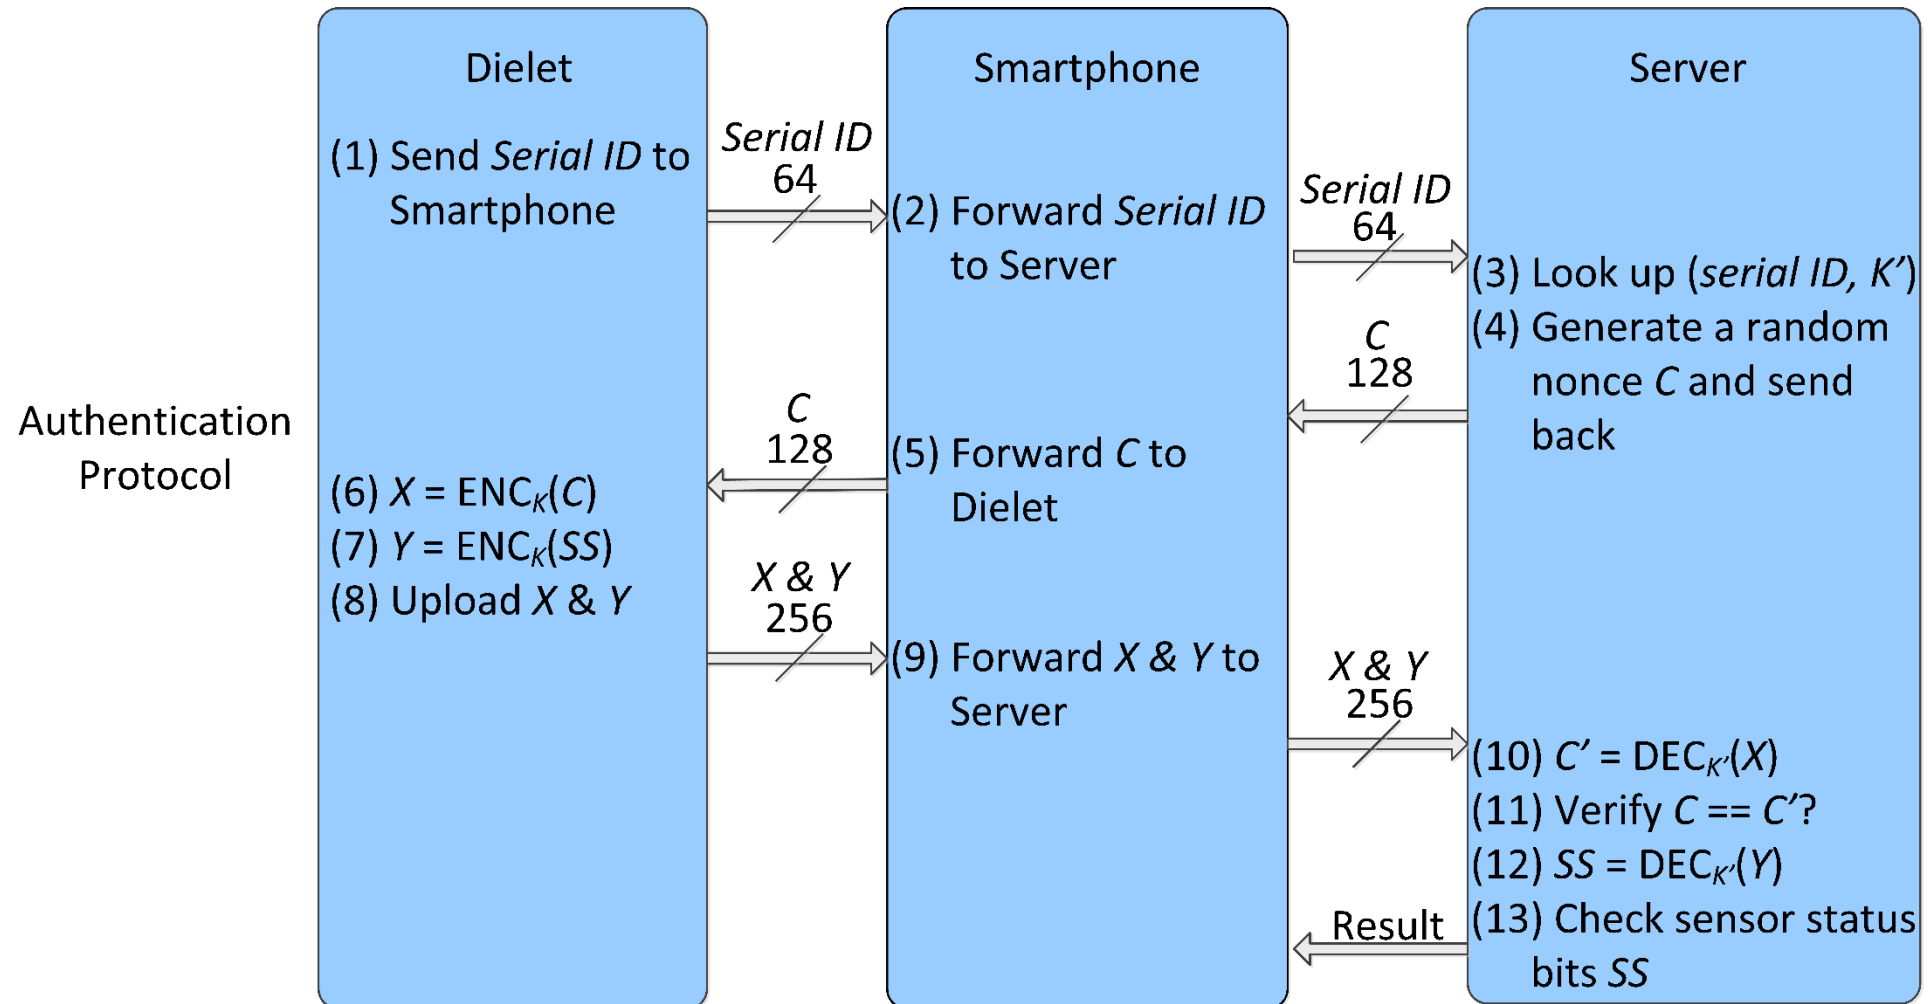 Authentication
Protocol
Dielet
(1) Send Serial ID to
Smartphone
(6) X = ENCK(C)
(7) Y = ENCK(SS)
(8) Upload X & Y
Serial ID
64
C
128
X & Y
256
Smartphone
(2) Forward Serial ID
to Server
(5) Forward C to
Dielet
(9) Forward X & Y to
Server
Serial ID
64
C
128
X & Y
256
Result
Server
(3) Look up (serial ID, K’)
(4) Generate a random
nonce C and send
back
(10) C’ = DECK’(X)
(11) Verify C == C’?
(12) SS = DECK’(Y)
(13) Check sensor status
bits SS